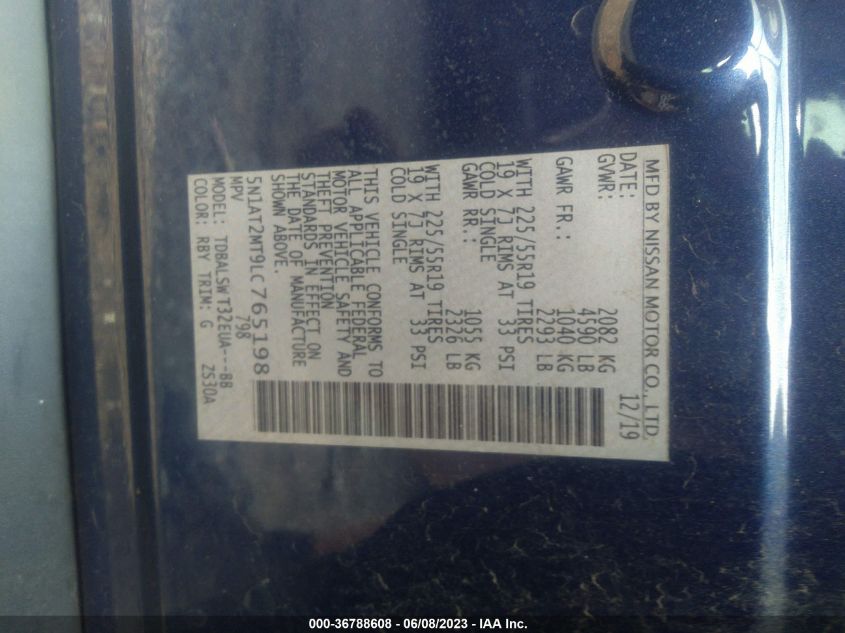 MFD BY NISSAN MOTOR CO., LTD.
DATE: 12/19
GVWR: 2082 KG
4590 LB
GAWR FR.: 1040 KG
2293 LB
WITH 225/55R19 TIRES
19 X 7J RIMS AT 33 PSI
COLD SINGLE
GAWR RR.: 1055 KG
2326 LB
WITH 225/55R19 TIRES
19 X 7J RIMS AT 33 PSI
COLD SINGLE
THIS VEHICLE CONFORMS TO
ALL APPLICABLE FEDERAL
MOTOR VEHICLE SAFETY AND
THEFT PREVENTION
STANDARDS IN EFFECT ON
THE DATE OF MANUFACTURE
SHOWN ABOVE.
5N1AT2MT9LC765198
MPV 798
MODEL: TDBALSWT32EUA---BB
COLOR: RBY TRIM: G ZS30A
000-36788608 - 06/08/2023 - IAA Inc.